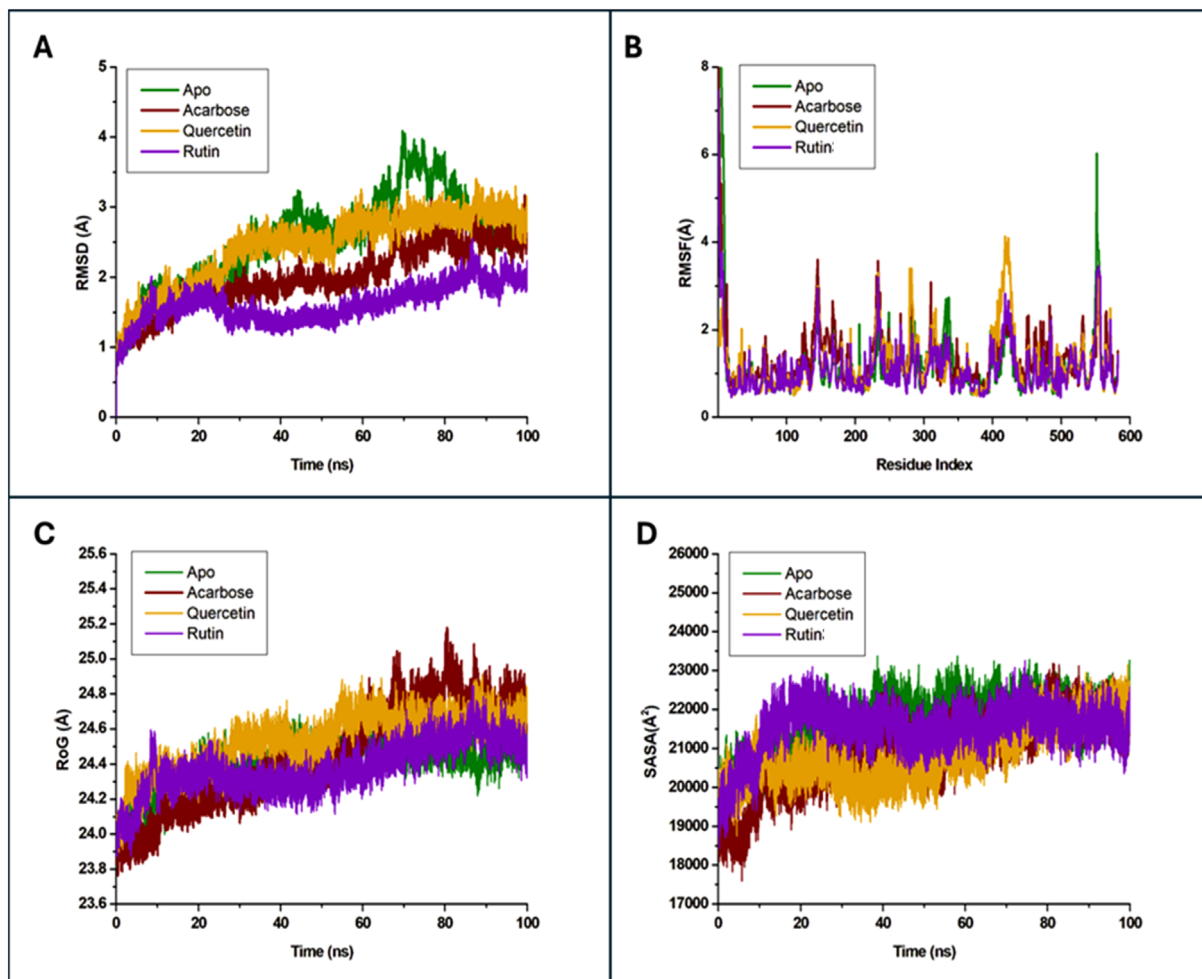 A
RMSD (Å)
5
4
3
2
1
0
Apo
Acarbose
Quercetin
Rutin
0 20 40 60 80 100
Time (ns)
B
RMSF(Å)
8
6
4
2
0
Apo
Acarbose
Quercetin
Rutin:
100 200 300 400 500 600
Residue Index
C
RoG (Å)
25.6
25.4
25.2
25.0
24.8
24.6
24.4
24.2
24.0
23.8
23.6
Apo
Acarbose
Quercetin
Rutin
0 20 40 60 80 100
Time (ns)
D
SASA(Å²)
26000
25000
24000
23000
22000
21000
20000
19000
18000
17000
Apo
Acarbose
Quercetin
Rutin:
0 20 40 60 80 100
Time (ns)